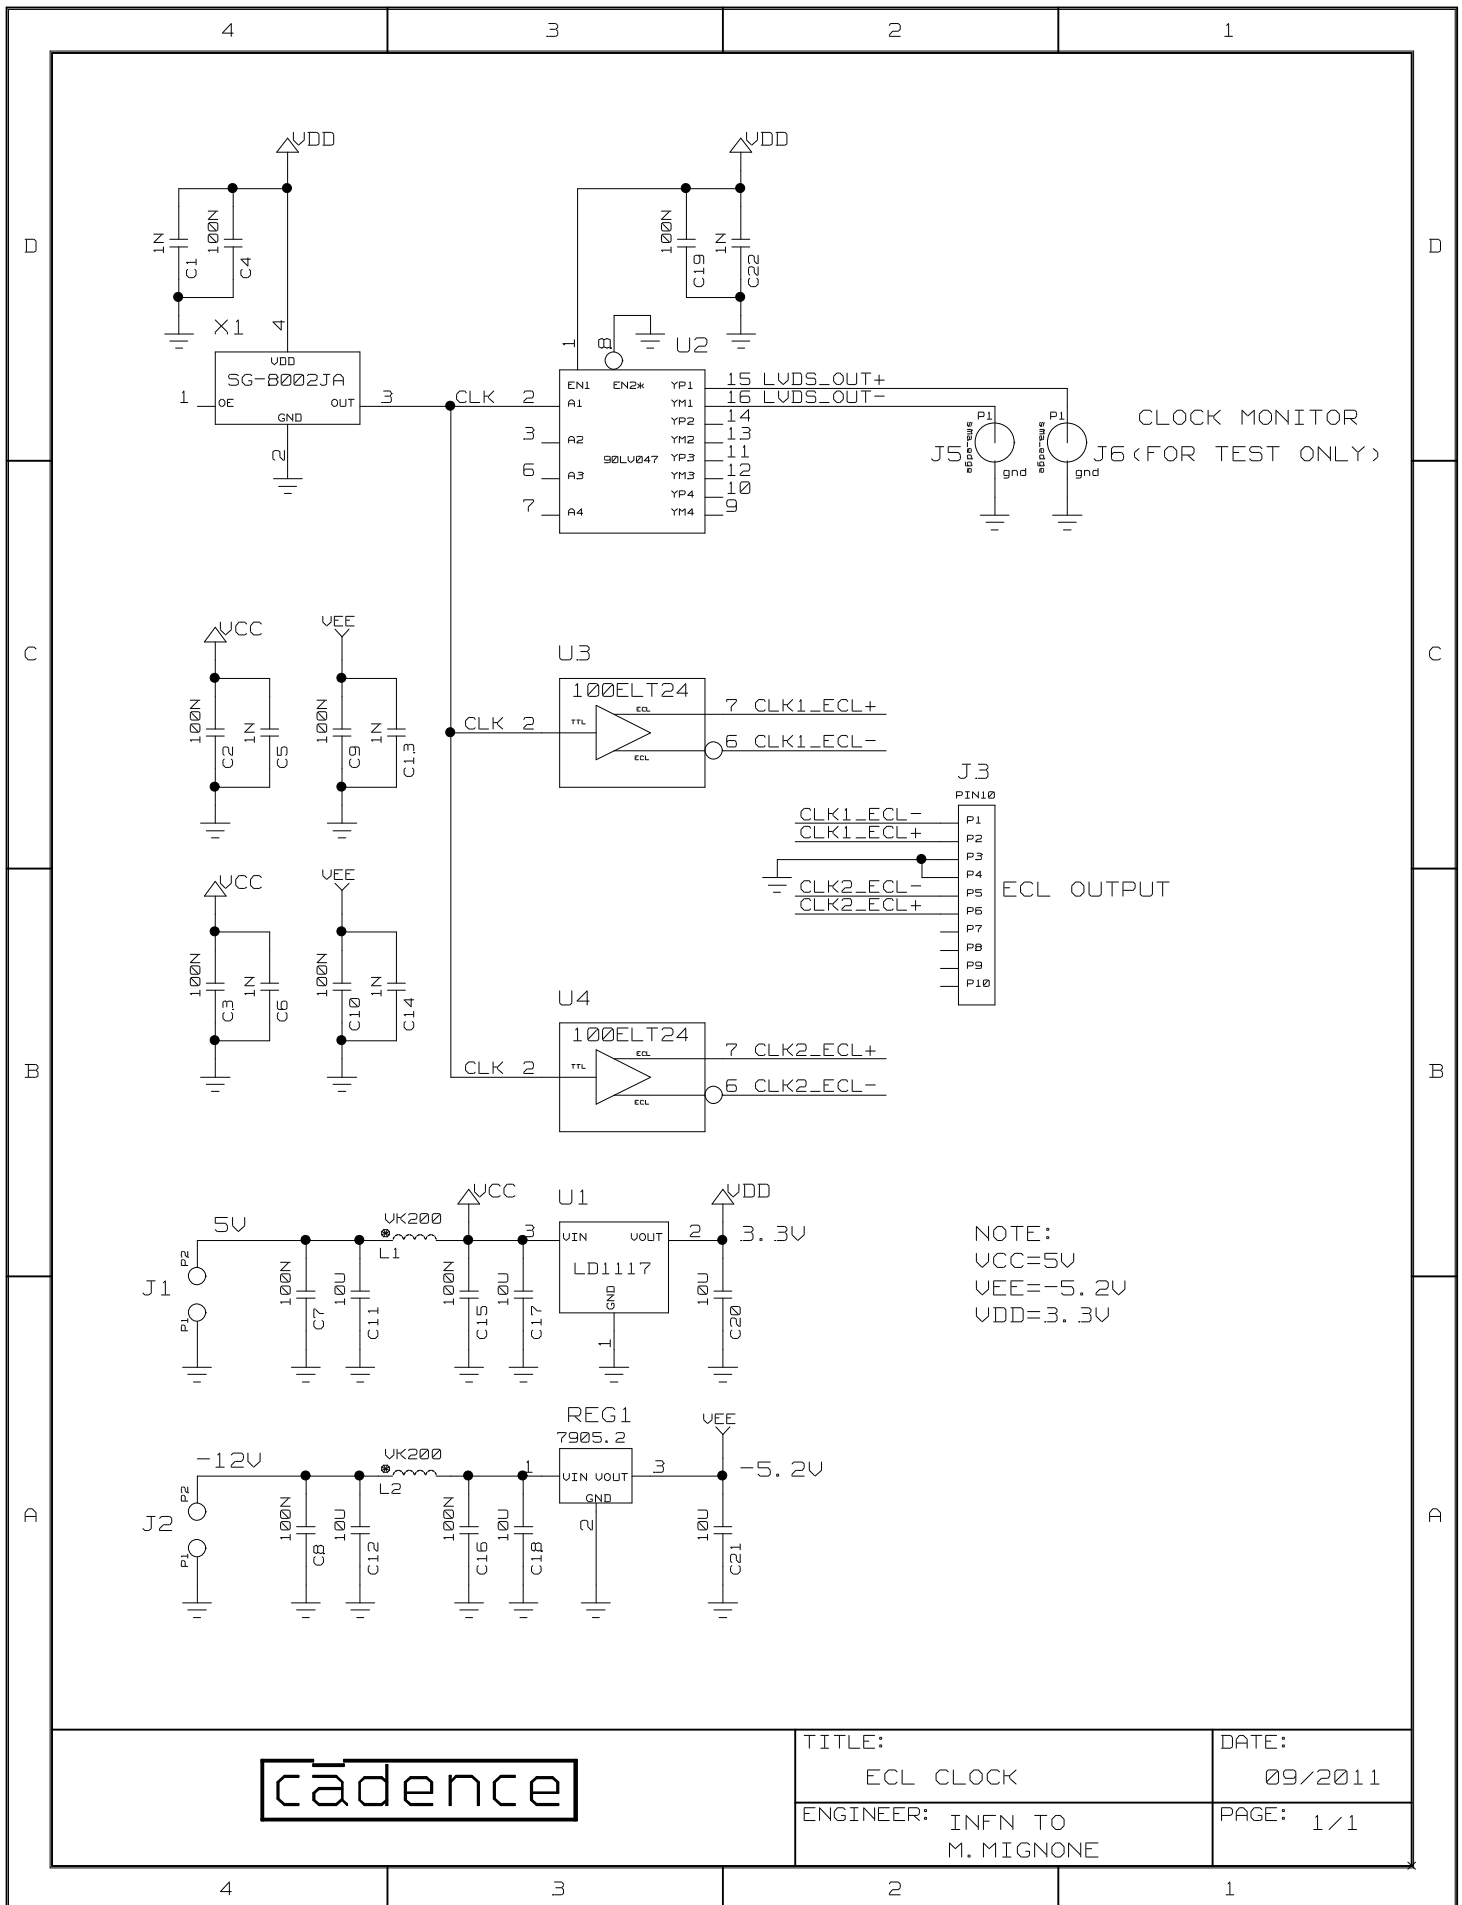 4 3 2 1
D D
C C
B B
A A
VDD
1N
C1
100N
C4
X1
4
VDD
SG-8002JA
1 OE OUT 3
GND
2
VDD
100N
C19
1N
C22
1
8
U2
EN1 EN2* YP1 15 LVDS_OUT+
CLK 2 A1 YM1 16 LVDS_OUT-
YP2 14
3 A2 YM2 13
90LV047 YP3 11
6 A3 YM3 12
YP4 10
7 A4 YM4 9
P1
sma_edge
J5
gnd
P1
sma_edge
J6
gnd
CLOCK MONITOR
(FOR TEST ONLY)
VCC
100N
C2
1N
C5
VEE
100N
C9
1N
C13
U3
100ELT24
CLK 2 TTL
ECL 7 CLK1_ECL+
ECL 6 CLK1_ECL-
J3
PIN10
CLK1_ECL- P1
CLK1_ECL+ P2
P3
P4
CLK2_ECL- P5
CLK2_ECL+ P6
P7
P8
P9
P10
ECL OUTPUT
VCC
100N
C3
1N
C6
VEE
100N
C10
1N
C14
U4
100ELT24
CLK 2 TTL
ECL 7 CLK2_ECL+
ECL 6 CLK2_ECL-
5V
J1
P2
P1
100N
C7
10U
C11
VK200
L1
VCC
100N
C15
10U
C17
U1
3 VIN VOUT 2
LD1117
GND
1
VDD
3.3V
10U
C20
NOTE:
VCC=5V
VEE=-5.2V
VDD=3.3V
-12V
J2
P2
P1
100N
C8
10U
C12
VK200
L2
100N
C16
10U
C18
REG1
7905.2
1 VIN VOUT 3
GND
2
VEE
-5.2V
10U
C21
cadence
TITLE:
ECL CLOCK
DATE:
09/2011
ENGINEER: INFN TO
M.MIGNONE
PAGE: 1/1
4 3 2 1